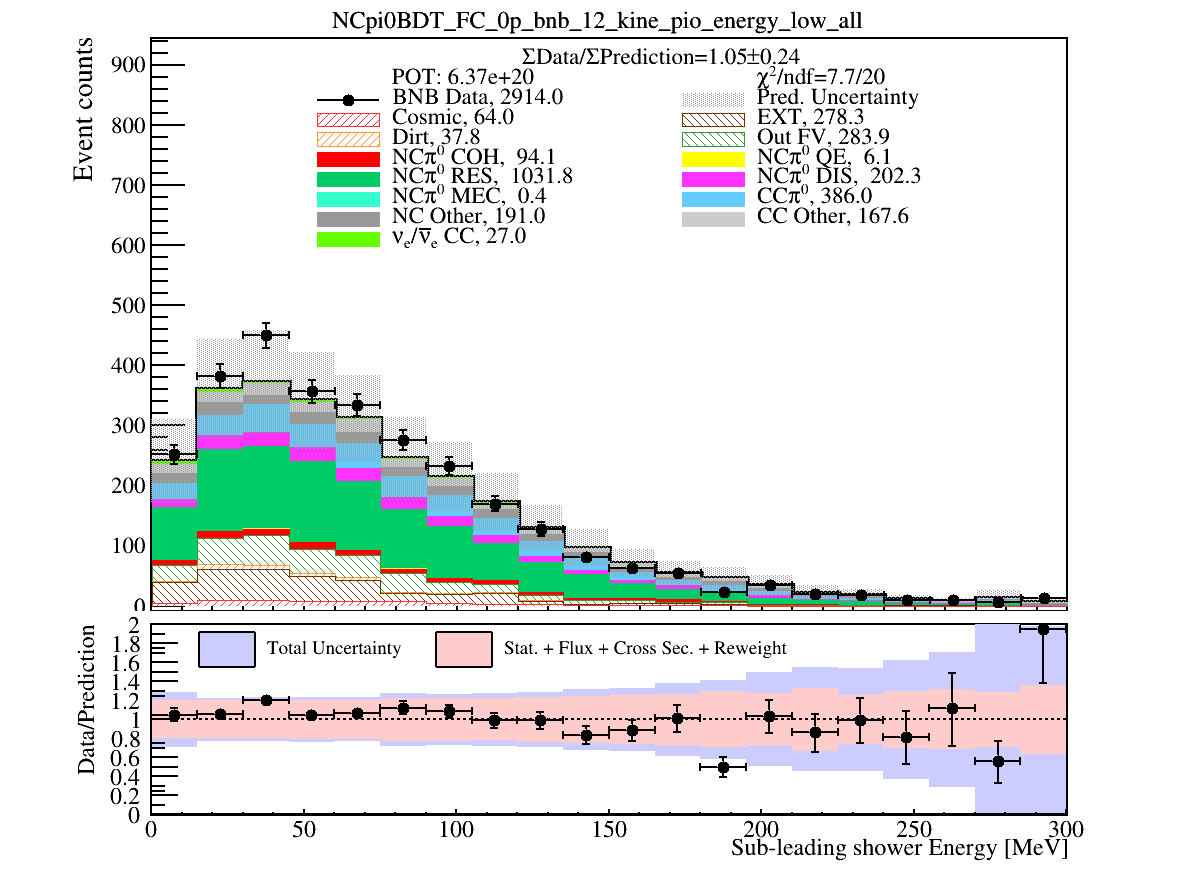 NCpi0BDT_FC_0p_bnb_12_kine_pio_energy_low_all
ΣData/ΣPrediction=1.05±0.24
POT: 6.37e+20
χ²/ndf=7.7/20
BNB Data, 2914.0
Pred. Uncertainty
Cosmic, 64.0
EXT, 278.3
Dirt, 37.8
Out FV, 283.9
NCπ⁰ COH, 94.1
NCπ⁰ QE, 6.1
NCπ⁰ RES, 1031.8
NCπ⁰ DIS, 202.3
NCπ⁰ MEC, 0.4
CCπ⁰, 386.0
NC Other, 191.0
CC Other, 167.6
νₑ/ν̅ₑ CC, 27.0
Event counts
900
800
700
600
500
400
300
200
100
0
Data/Prediction
Total Uncertainty
Stat. + Flux + Cross Sec. + Reweight
2
1.8
1.6
1.4
1.2
1
0.8
0.6
0.4
0.2
0
0 50 100 150 200 250 300
Sub-leading shower Energy [MeV]